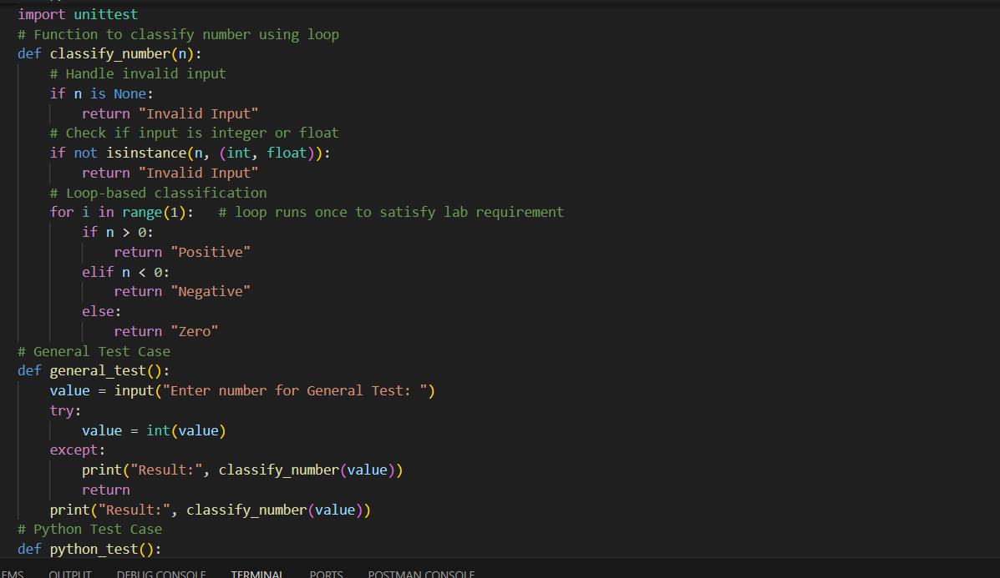 import unittest
# Function to classify number using loop
def classify_number(n):
    # Handle invalid input
    if n is None:
        return "Invalid Input"
    # Check if input is integer or float
    if not isinstance(n, (int, float)):
        return "Invalid Input"
    # Loop-based classification
    for i in range(1):   # loop runs once to satisfy lab requirement
        if n > 0:
            return "Positive"
        elif n < 0:
            return "Negative"
        else:
            return "Zero"
# General Test Case
def general_test():
    value = input("Enter number for General Test: ")
    try:
        value = int(value)
    except:
        print("Result:", classify_number(value))
        return
    print("Result:", classify_number(value))
# Python Test Case
def python_test():
EMS OUTPUT DEBUG CONSOLE TERMINAL PORTS POSTMAN CONSOLE